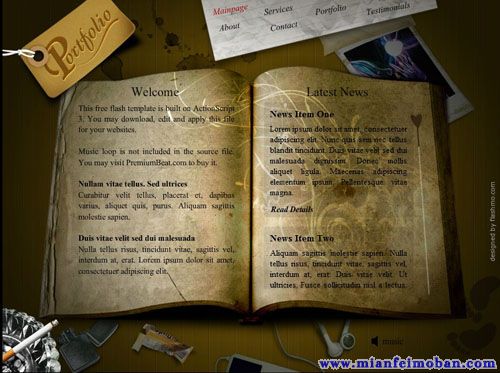 Portfolio
Mainpage Services Portfolio Testimonials
About Contact
Welcome
This free flash template is built on ActionScript
3. You may download, edit and apply this file
for your websites.
Music loop is not included in the source file.
You may visit PremiumBeat.com to buy it.
Nullam vitae tellus. Sed ultrices
Curabitur velit tellus, placerat et, dapibus
varius, aliquet quis, purus. Aliquam sagittis
molestie sapien.
Duis vitae velit sed dui malesuada
Nulla tellus risus, tincidunt vitae, sagittis vel,
interdum at, erat. Lorem ipsum dolor sit amet,
consectetuer adipiscing elit.
Latest News
News Item One
Lorem ipsum dolor sit amet, consectetuer
adipiscing elit. Nunc quis sem nec tellus
blandit tincidunt. Duis vitae velit sed dui
malesuada dignissim. Donec mollis
aliquet ligula. Maecenas adipiscing
elementum ipsum. Pellentesque vitae
magna.
Read Details
News Item Two
Aliquam sagittis molestie sapien. Nulla
tellus risus, tincidunt vitae, sagittis vel,
interdum at, erat. Duis vitae velit. Ut
ultricies. Fusce sollicitudin nisl a lectus.
designed by flashmo.com
music
www.mianfeimoban.com